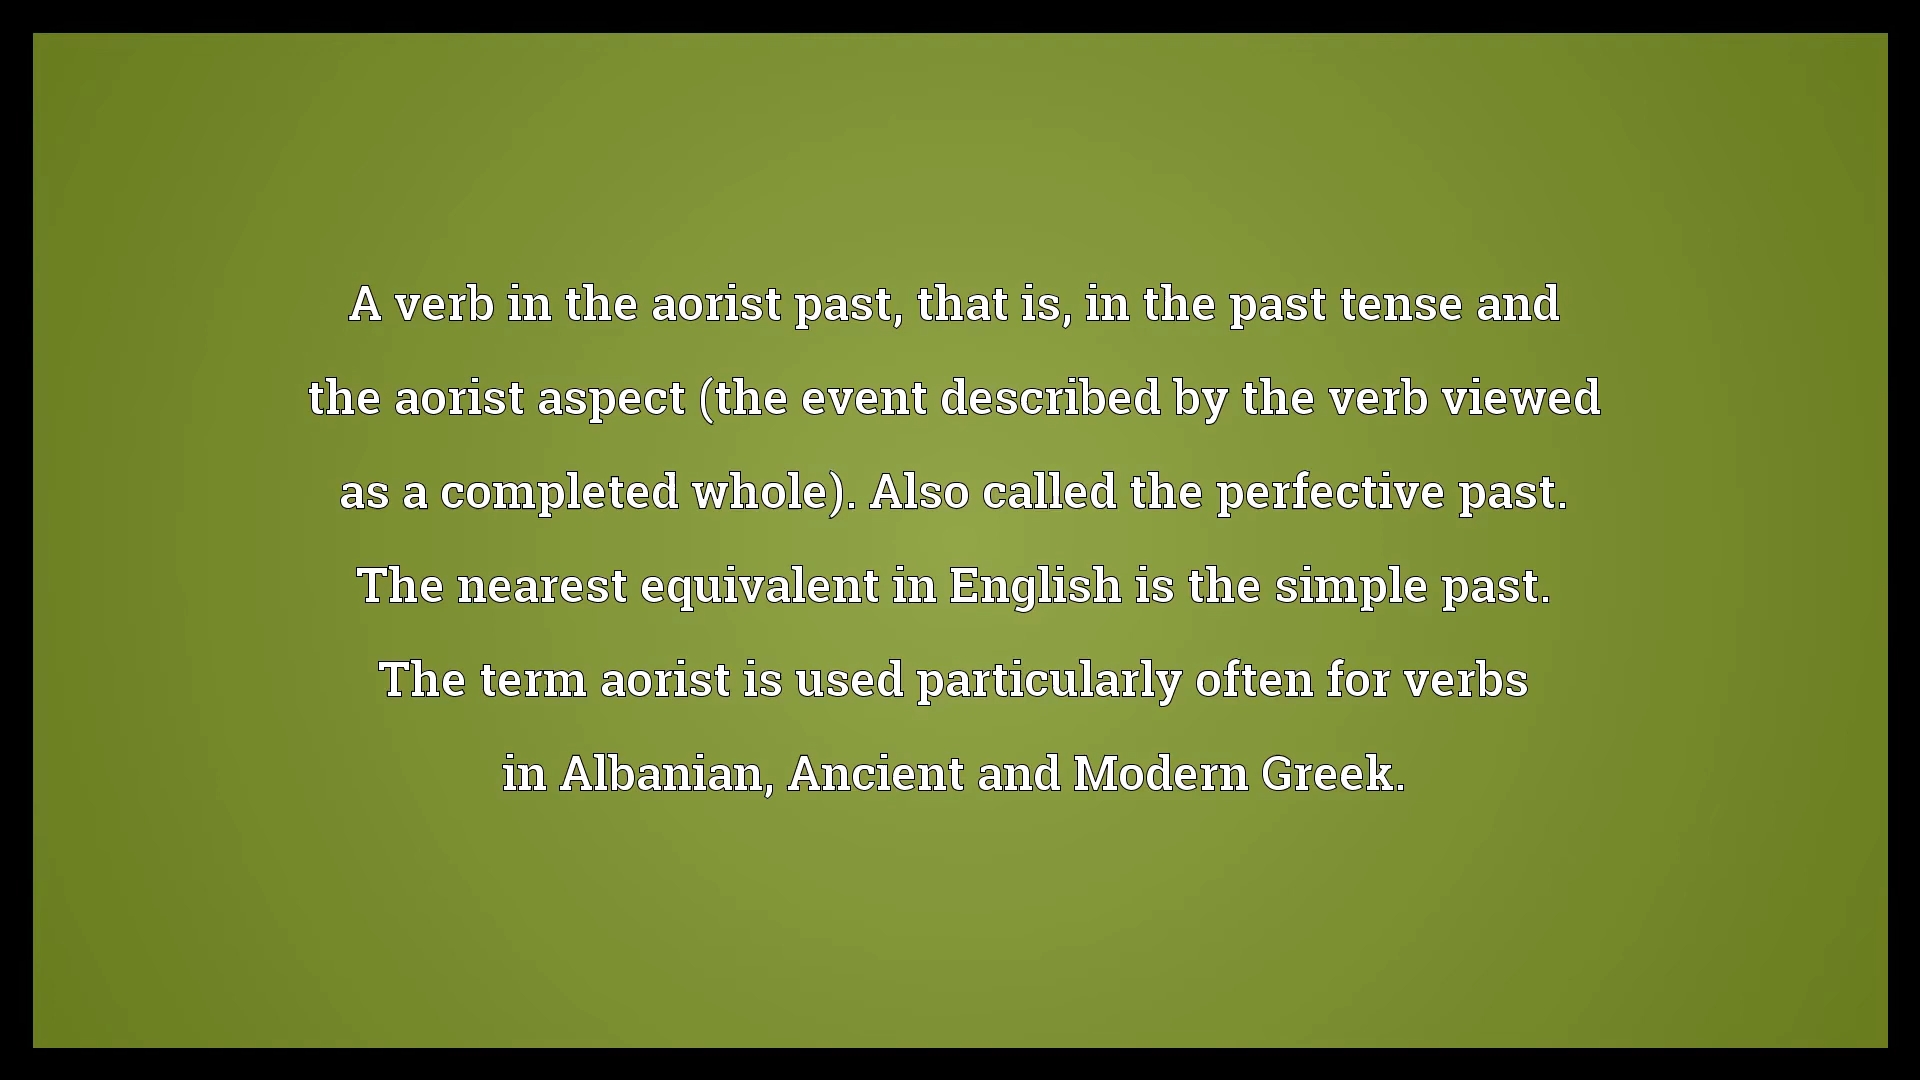 A verb in the aorist past, that is, in the past tense and
the aorist aspect (the event described by the verb viewed
as a completed whole). Also called the perfective past.
The nearest equivalent in English is the simple past.
The term aorist is used particularly often for verbs
in Albanian, Ancient and Modern Greek.